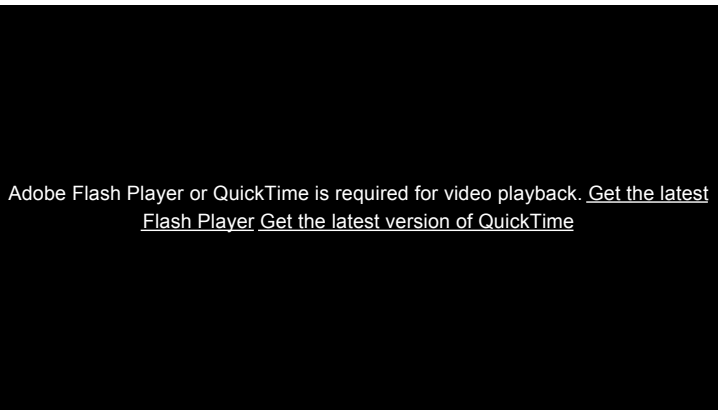 Adobe Flash Player or QuickTime is required for video playback. Get the latest
Flash Player Get the latest version of QuickTime